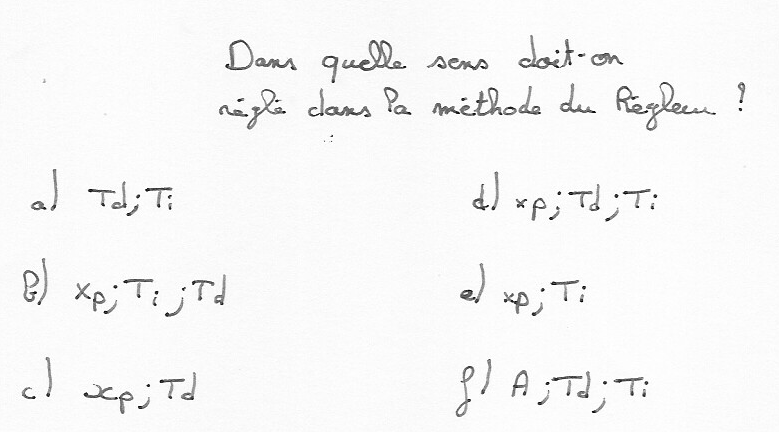 Dans quelle sens doit-on
réglé dans la méthode du Régleur ?
a) Td ; Ti
d) xp ; Td ; Ti
b) xp ; Ti ; Td
e) xp ; Ti
c) xp ; Td
f) A ; Td ; Ti